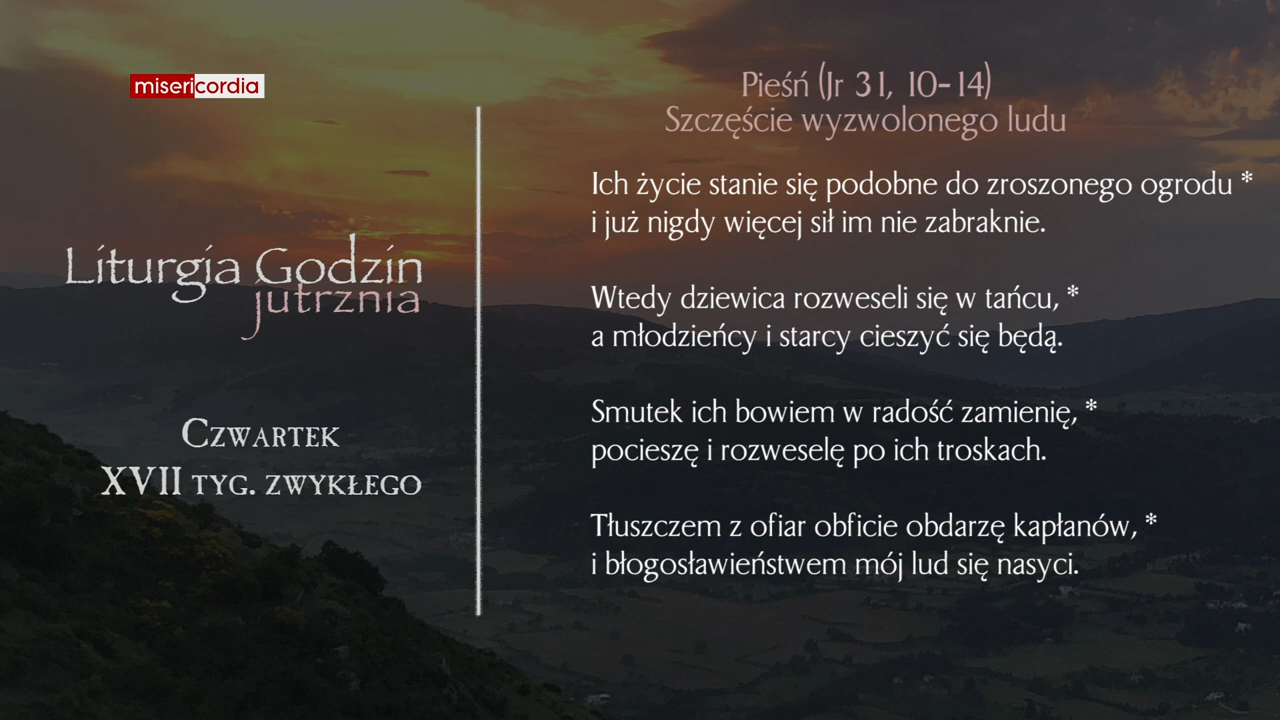 misericordia
Liturgia Godzin
jutrznia
Czwartek
XVII tyg. zwykłego
Pieśń (Jr 31, 10-14)
Szczęście wyzwolonego ludu
Ich życie stanie się podobne do zroszonego ogrodu *
i już nigdy więcej sił im nie zabraknie.
Wtedy dziewica rozweseli się w tańcu, *
a młodzieńcy i starcy cieszyć się będą.
Smutek ich bowiem w radość zamienię, *
pocieszę i rozweselę po ich troskach.
Tłuszczem z ofiar obficie obdarzę kapłanów, *
i błogosławieństwem mój lud się nasyci.